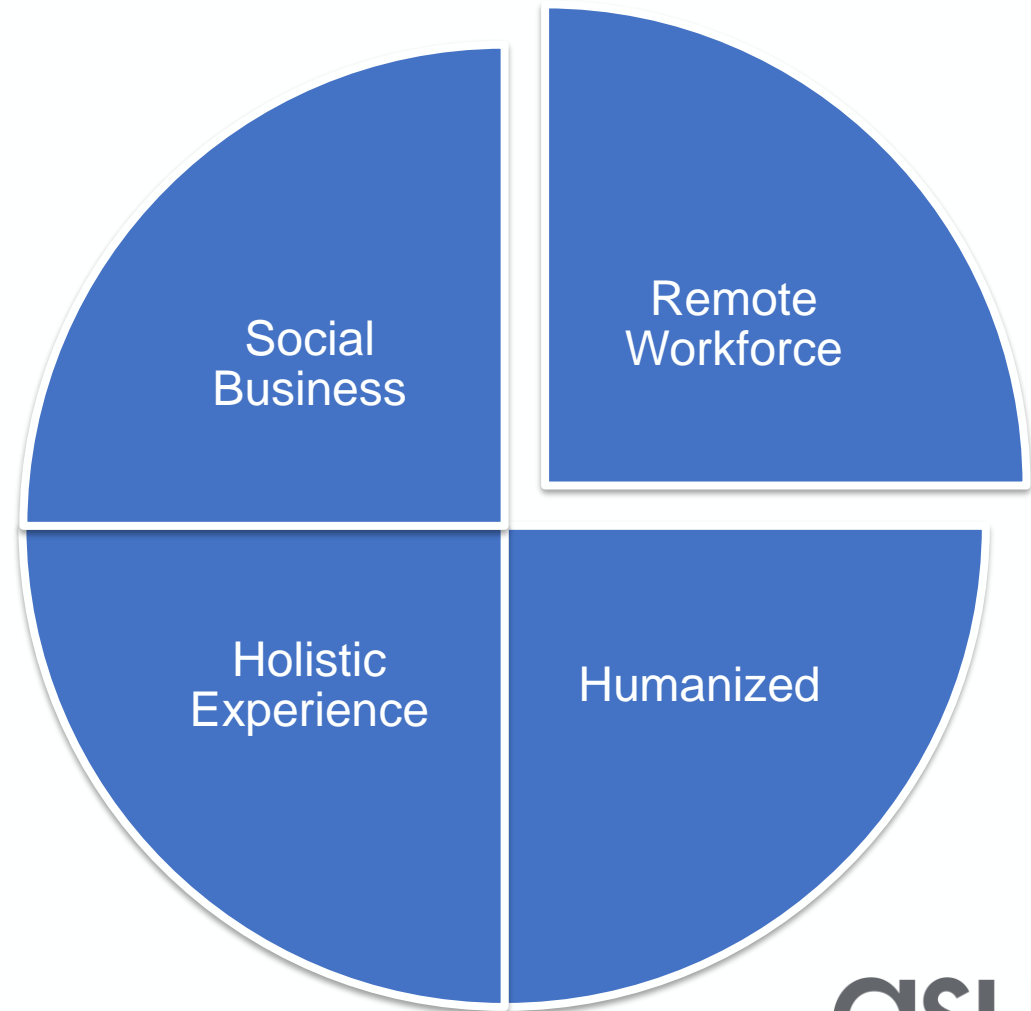 Social
Business
Remote
Workforce
Holistic
Experience
Humanized